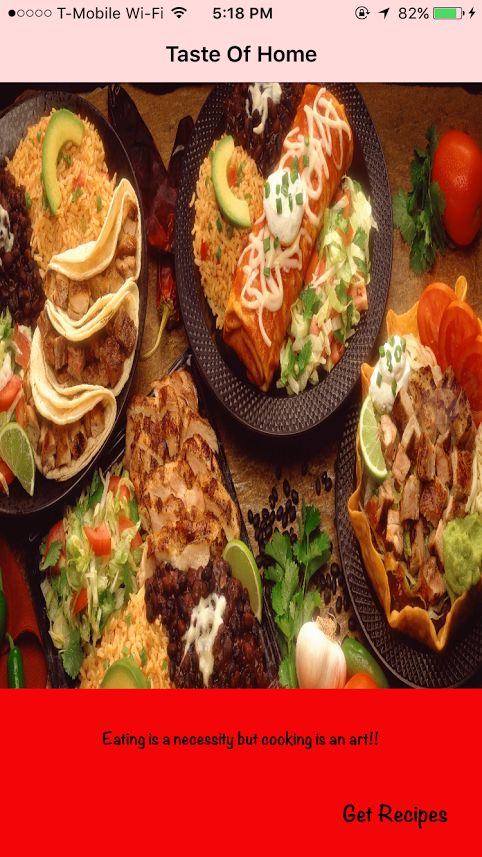 T-Mobile Wi-Fi 5:18 PM 82%
Taste Of Home
Eating is a necessity but cooking is an art!!
Get Recipes